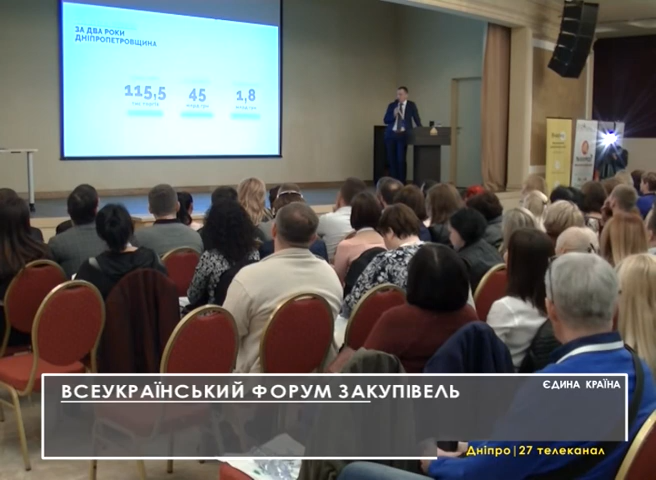 ЗА ДВА РОКИ
ДНІПРОПЕТРОВЩИНА
115,5 45 1,8
ВСЕУКРАЇНСЬКИЙ ФОРУМ ЗАКУПІВЕЛЬ
ЄДИНА КРАЇНА
Дніпро|27 телеканал